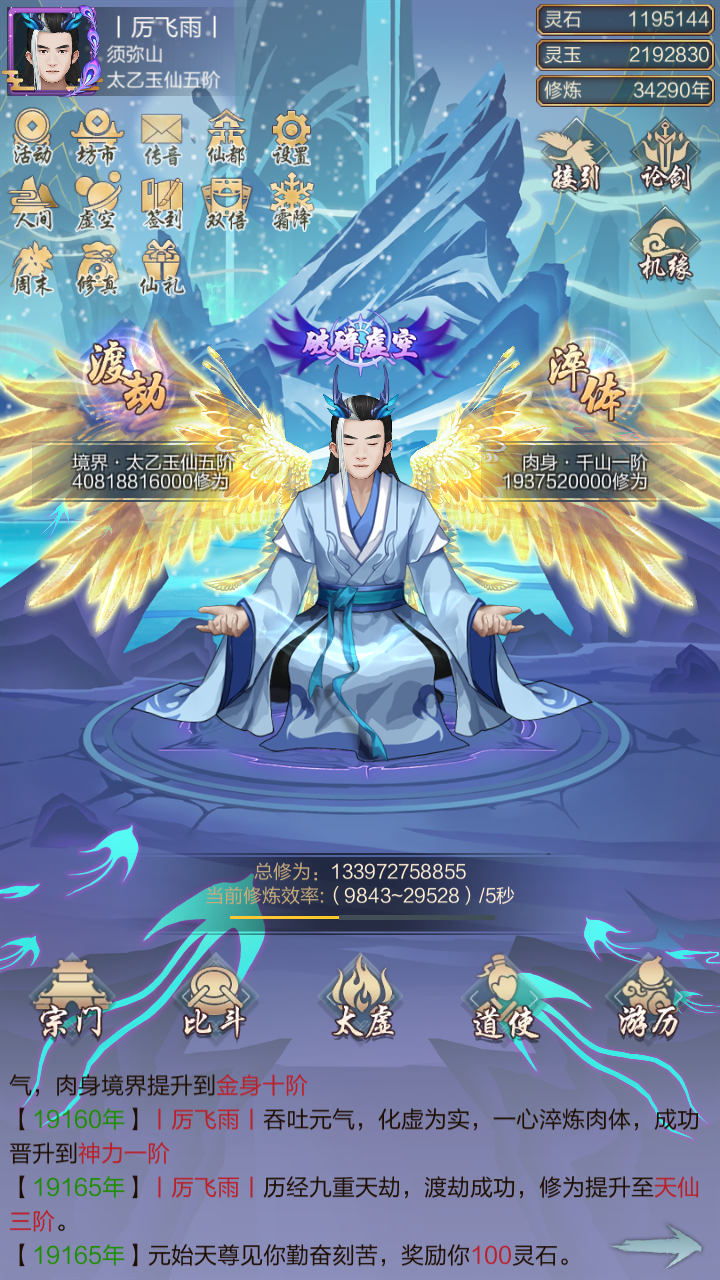 丨厉飞雨丨
须弥山
太乙玉仙五阶
灵石 1195144
灵玉 2192830
修炼 34290年
活动 坊市 传音 仙都 设置
接引 论剑
人间 虚空 签到 双倍 霜降
周末 修真 仙礼
机缘
破碎虚空
渡劫 淬体
境界·太乙玉仙五阶
40818816000修为
肉身·千山一阶
1937520000修为
总修为：133972758855
当前修炼效率:（9843~29528）/5秒
宗门 比斗 太虚 道使 游历
气，肉身境界提升到金身十阶
【19160年】丨厉飞雨丨吞吐元气，化虚为实，一心淬炼肉体，成功
晋升到神力一阶
【19165年】丨厉飞雨丨历经九重天劫，渡劫成功，修为提升至天仙
三阶。
【19165年】元始天尊见你勤奋刻苦，奖励你100灵石。